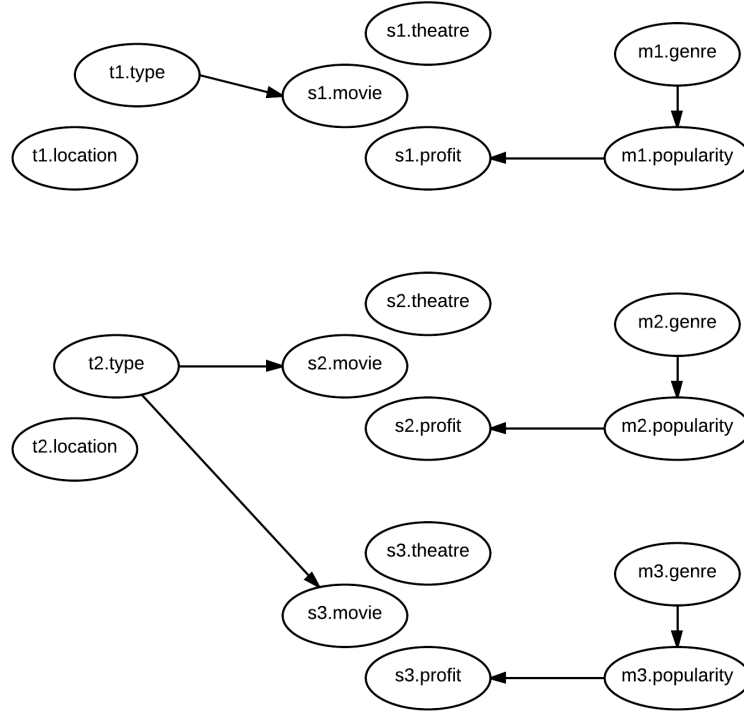 s1.theatre
m1.genre
t1.type
s1.movie
t1.location
s1.profit
m1.popularity
s2.theatre
m2.genre
t2.type
s2.movie
s2.profit
m2.popularity
t2.location
s3.theatre
m3.genre
s3.movie
s3.profit
m3.popularity